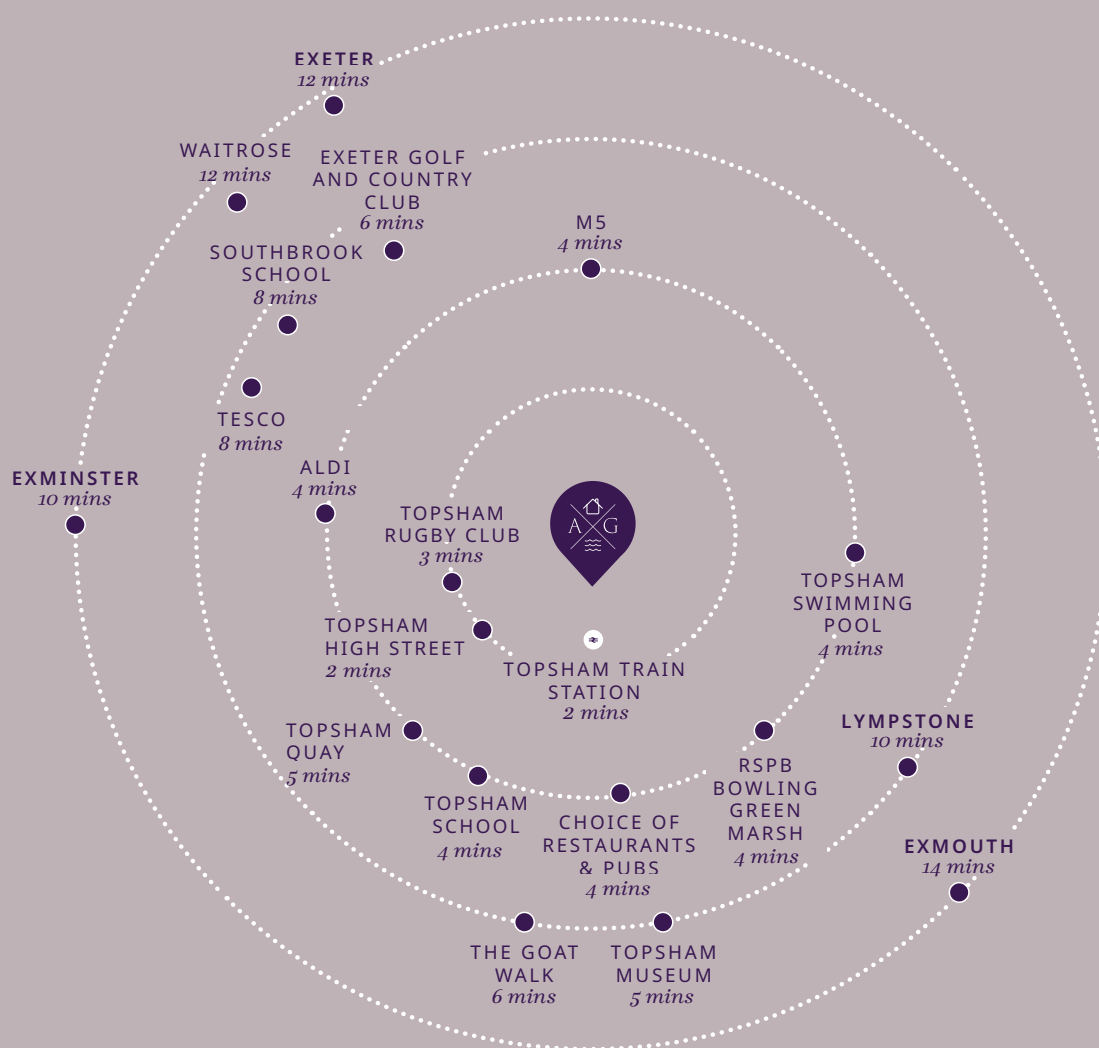 EXETER
12 mins
WAITROSE
12 mins
EXETER GOLF
AND COUNTRY
CLUB
6 mins
M5
4 mins
SOUTHBROOK
SCHOOL
8 mins
TESCO
8 mins
EXMINSTER
10 mins
ALDI
4 mins
TOPSHAM
RUGBY CLUB
3 mins
A G
TOPSHAM
SWIMMING
POOL
4 mins
TOPSHAM
HIGH STREET
2 mins
TOPSHAM TRAIN
STATION
2 mins
TOPSHAM
QUAY
5 mins
LYMPSTONE
10 mins
RSPB
BOWLING
GREEN
MARSH
4 mins
TOPSHAM
SCHOOL
4 mins
CHOICE OF
RESTAURANTS
& PUBS
4 mins
EXMOUTH
14 mins
THE GOAT
WALK
6 mins
TOPSHAM
MUSEUM
5 mins